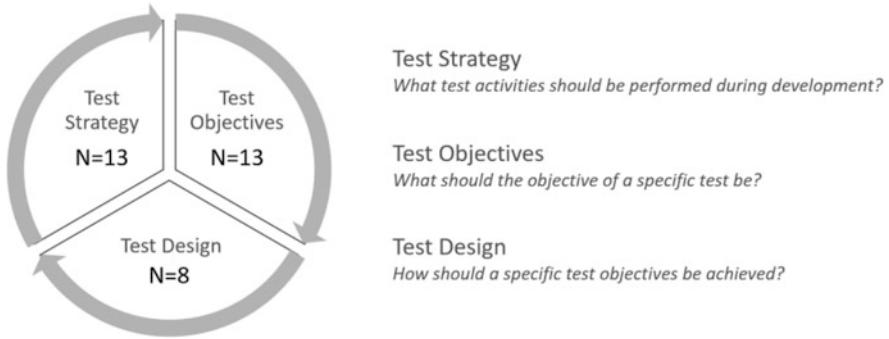 Test
Strategy
N=13
Test
Objectives
N=13
Test Design
N=8
Test Strategy
What test activities should be performed during development?
Test Objectives
What should the objective of a specific test be?
Test Design
How should a specific test objectives be achieved?